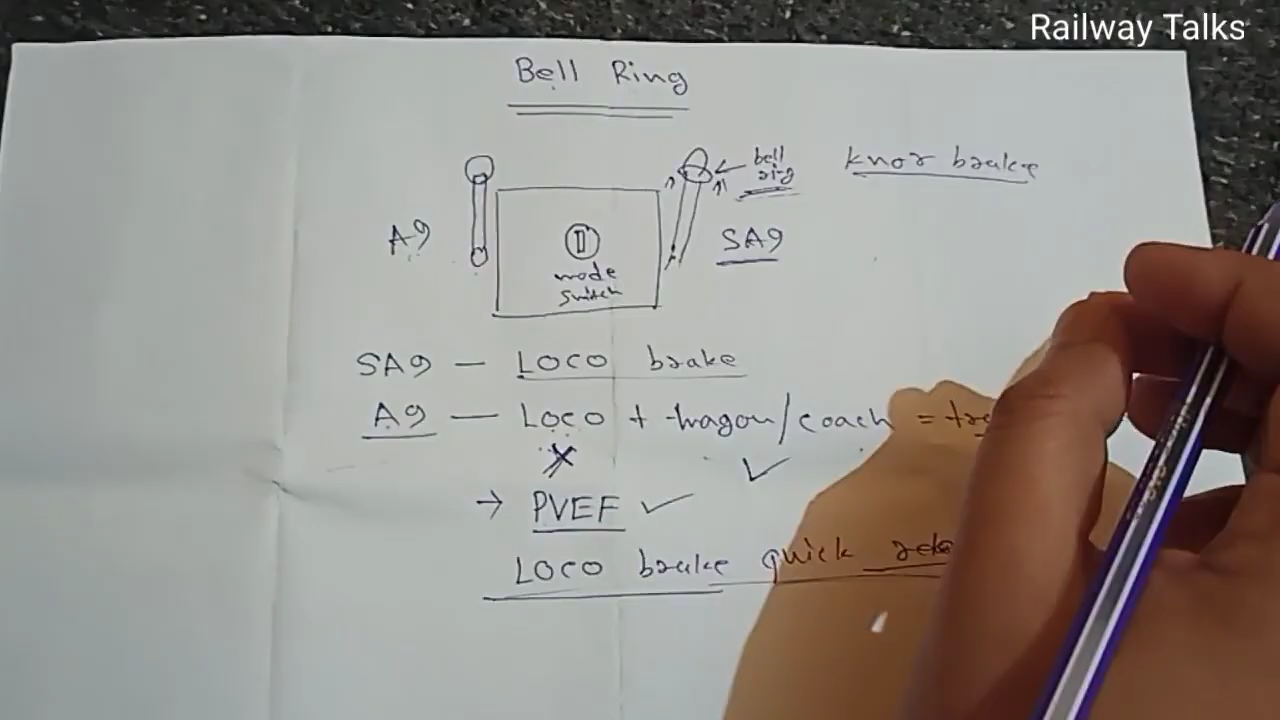 Railway Talks
Bell Ring
bell
ring
knor brake
A9
SA9
II
mode
switch
SA9 — LOCO brake
A9 — LOCO + wagon/coach =
→ PVEF ✓
LOCO brake quick